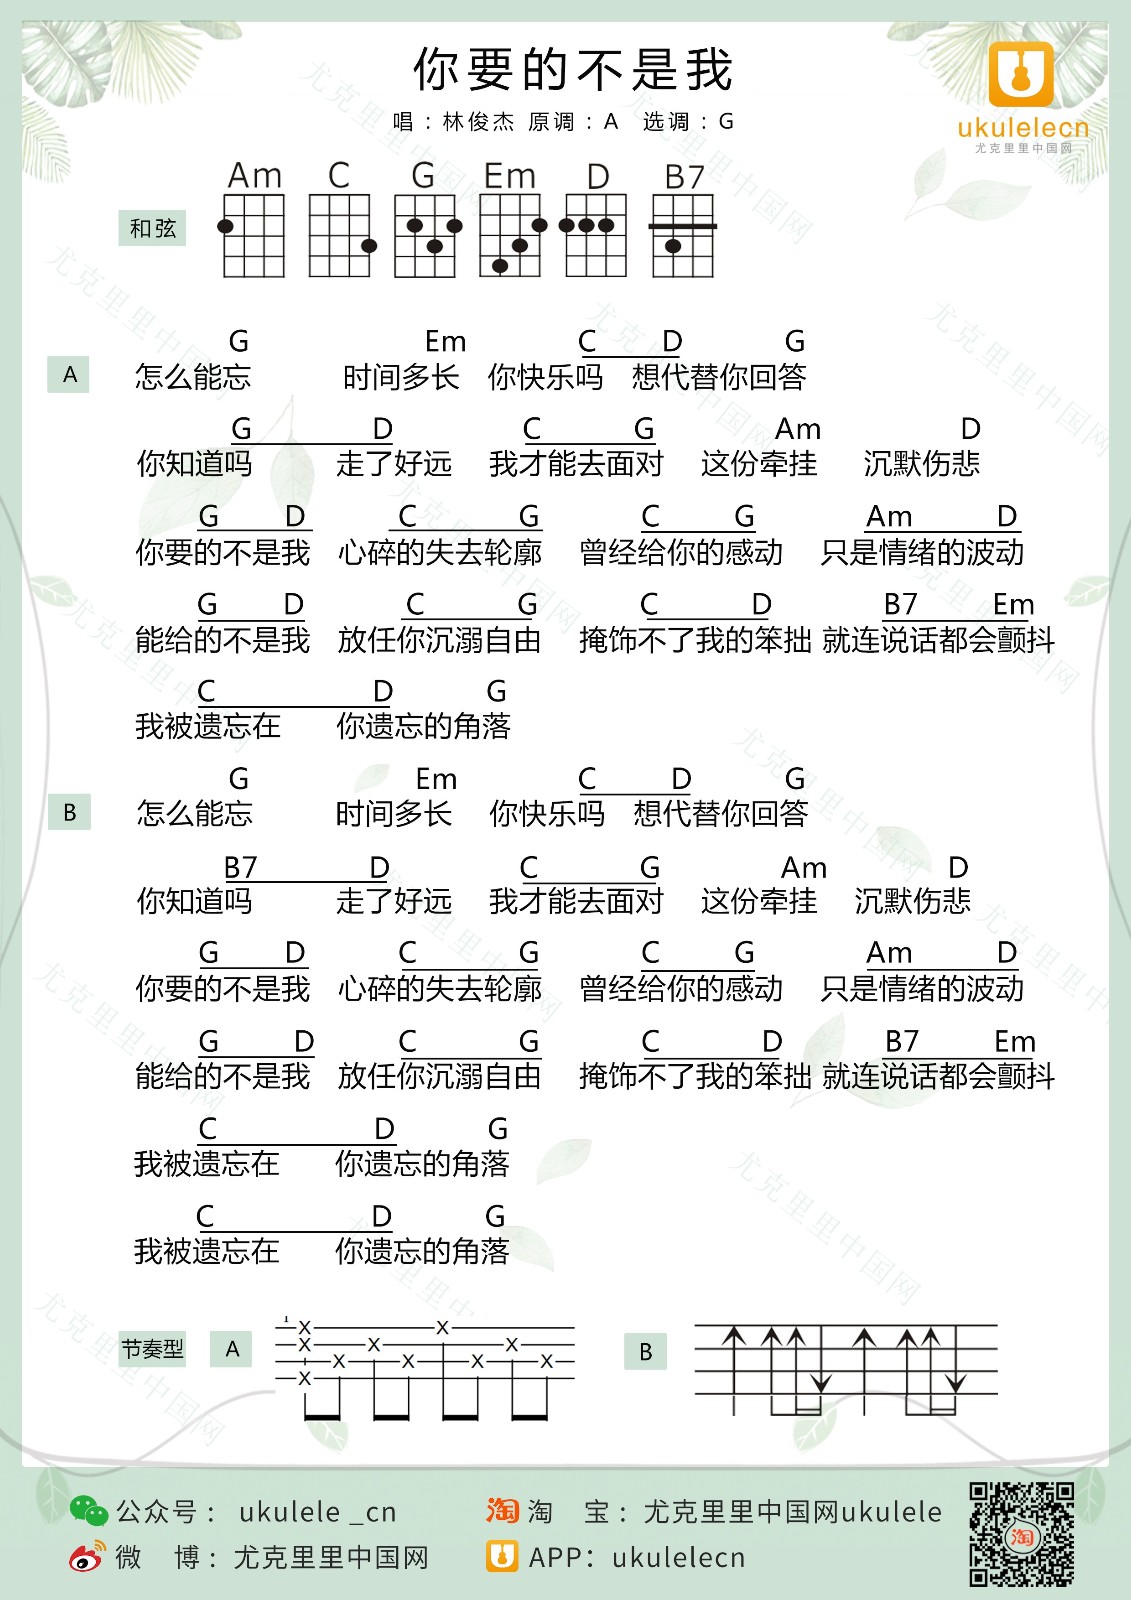 你要的不是我
唱：林俊杰 原调：A 选调：G
ukulelecn
尤克里里中国网
和弦 Am C G Em D B7
G Em C D G
A 怎么能忘 时间多长 你快乐吗 想代替你回答
G D C G Am D
你知道吗 走了好远 我才能去面对 这份牵挂 沉默伤悲
G D C G C G Am D
你要的不是我 心碎的失去轮廓 曾经给你的感动 只是情绪的波动
G D C G C D B7 Em
能给的不是我 放任你沉溺自由 掩饰不了我的笨拙 就连说话都会颤抖
C D G
我被遗忘在 你遗忘的角落
G Em C D G
B 怎么能忘 时间多长 你快乐吗 想代替你回答
B7 D C G Am D
你知道吗 走了好远 我才能去面对 这份牵挂 沉默伤悲
G D C G C G Am D
你要的不是我 心碎的失去轮廓 曾经给你的感动 只是情绪的波动
G D C G C D B7 Em
能给的不是我 放任你沉溺自由 掩饰不了我的笨拙 就连说话都会颤抖
C D G
我被遗忘在 你遗忘的角落
C D G
我被遗忘在 你遗忘的角落
节奏型 A B
公众号：ukulele _cn 淘 淘 宝：尤克里里中国网ukulele
微 博：尤克里里中国网 APP：ukulelecn
淘